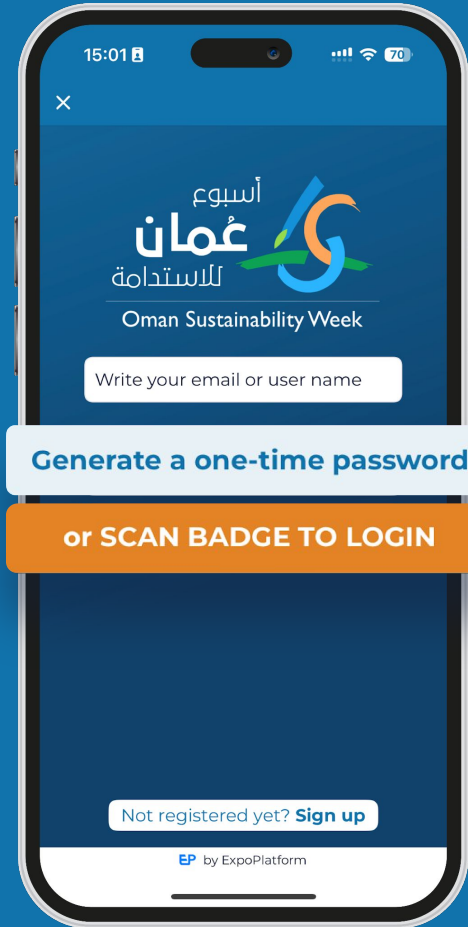 15:01
70
أسبوع
عُمان
للاستدامة
Oman Sustainability Week
Write your email or user name
Generate a one-time password
or SCAN BADGE TO LOGIN
Not registered yet? Sign up
EP by ExpoPlatform